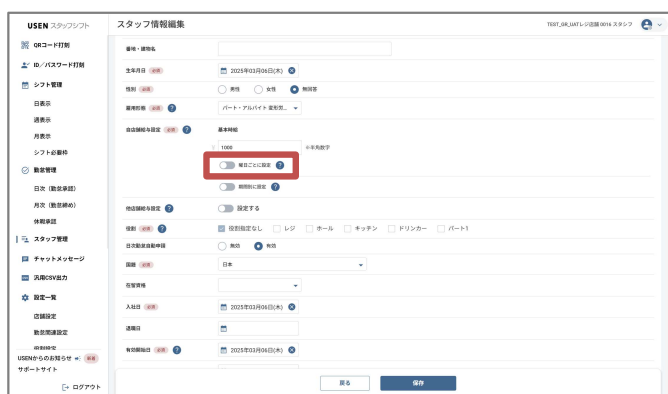 USEN スタッフシフト
スタッフ情報編集
TEST_GR_UATレジ店舗 0016 スタシフ
QRコード打刻
ID／パスワード打刻
シフト管理
日表示
週表示
月表示
シフト必要枠
勤怠管理
日次（勤怠承認）
月次（勤怠締め）
休暇承認
スタッフ管理
チャットメッセージ
汎用CSV出力
設定一覧
店舗設定
勤怠関連設定
役割設定
USENからのお知らせ 新着
サポートサイト
ログアウト
番地・建物名
生年月日 必須 2025年03月06日(木)
性別 必須 男性 女性 無回答
雇用形態 必須 ? パート・アルバイト 変形労...
自店舗給与設定 必須 ? 基本時給
1000 ※半角数字
曜日ごとに設定 ?
期間別に設定 ?
他店舗給与設定 ? 設定する
役割 必須 ? 役割指定なし レジ ホール キッチン ドリンカー パート1
日次勤怠自動申請 無効 有効
国籍 必須 日本
在留資格
入社日 必須 2025年03月06日(木)
退職日
有効開始日 必須 ? 2025年03月06日(木)
戻る 保存